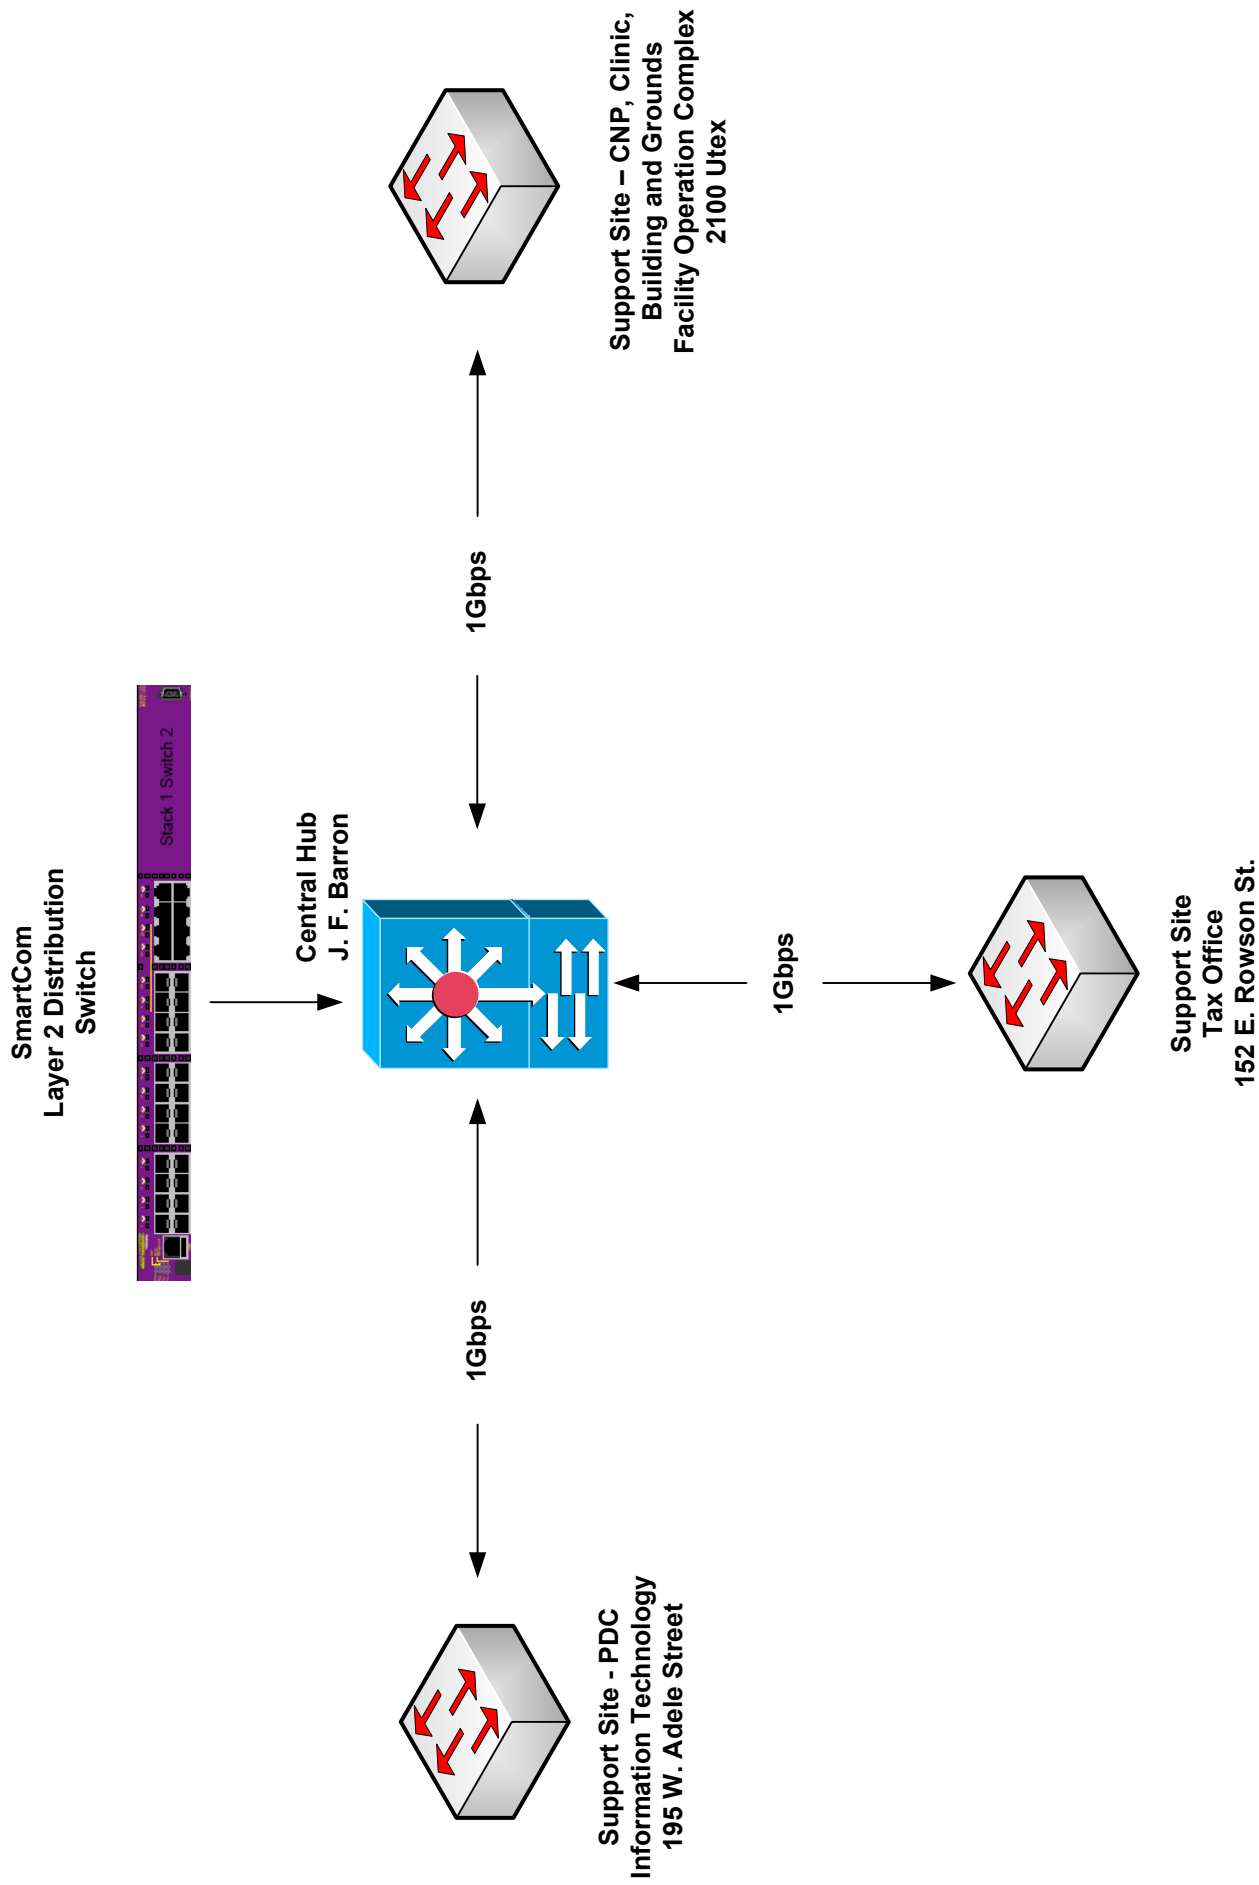 SmartCom
Layer 2 Distribution
Switch
Stack 1 Switch 2
Central Hub
J. F. Barron
1Gbps
1Gbps
1Gbps
Support Site - PDC
Information Technology
195 W. Adele Street
Support Site
Tax Office
152 E. Rowson St.
Support Site – CNP, Clinic,
Building and Grounds
Facility Operation Complex
2100 Utex